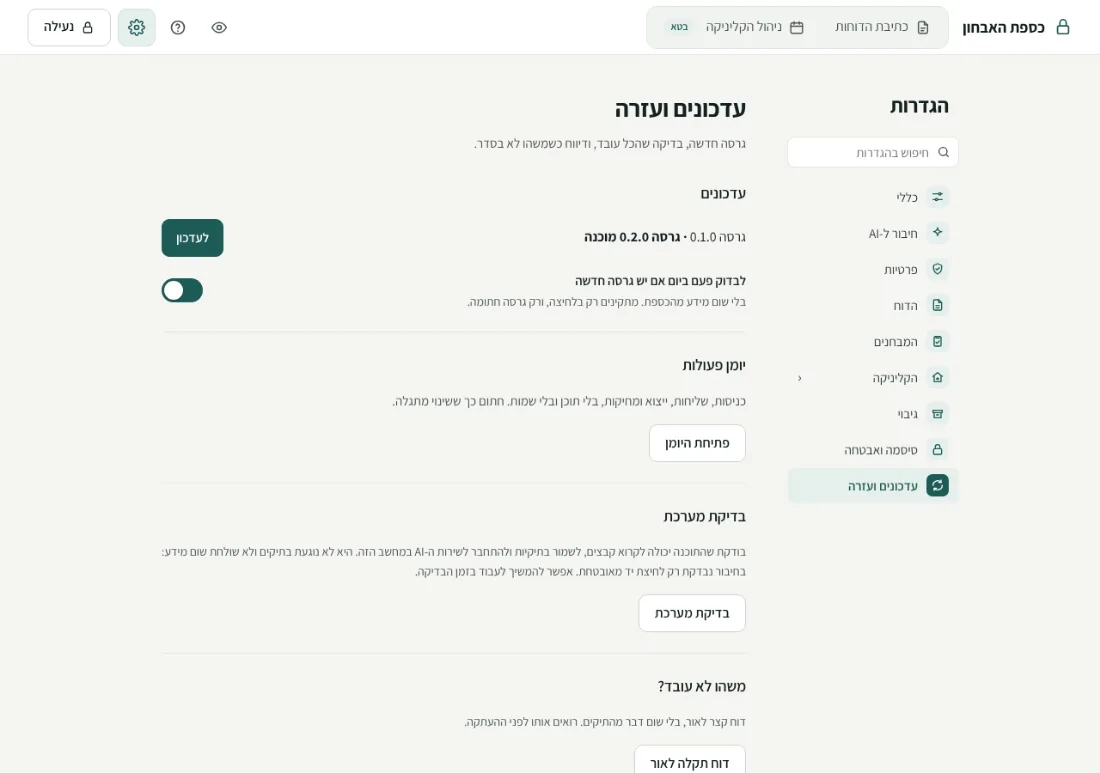 כספת האבחון
כתיבת הדוחות
ניהול הקליניקה
בטא
נעילה
הגדרות
חיפוש בהגדרות
כללי
חיבור ל-AI
פרטיות
הדוח
המבחנים
הקליניקה
גיבוי
סיסמה ואבטחה
עדכונים ועזרה
עדכונים ועזרה
גרסה חדשה, בדיקה שהכל עובד, ודיווח כשמשהו לא בסדר.
עדכונים
גרסה 0.1.0 · גרסה 0.2.0 מוכנה
לעדכון
לבדוק פעם ביום אם יש גרסה חדשה
בלי שום מידע מהכספת. מתקינים רק בלחיצה, ורק גרסה חתומה.
יומן פעולות
כניסות, שליחות, ייצוא ומחיקות, בלי תוכן ובלי שמות. חתום כך ששינוי מתגלה.
פתיחת היומן
בדיקת מערכת
בודקת שהתוכנה יכולה לקרוא קבצים, לשמור בתיקיות ולהתחבר לשירות ה-AI במחשב הזה. היא לא נוגעת בתיקים ולא שולחת שום מידע:
בחיבור נבדקת רק לחיצת יד מאובטחת. אפשר להמשיך לעבוד בזמן הבדיקה.
בדיקת מערכת
משהו לא עובד?
דוח קצר לאור, בלי שום דבר מהתיקים. רואים אותו לפני ההעתקה.
דוח תקלה לאור